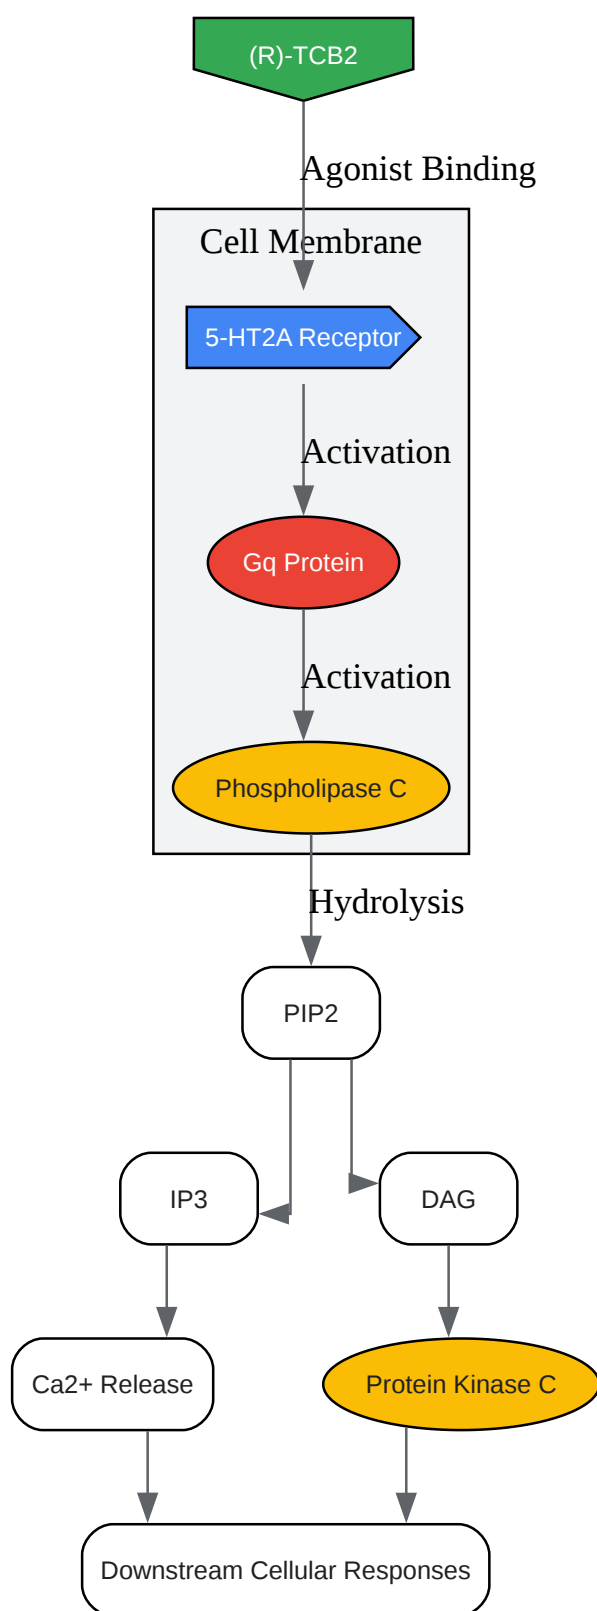 (R)-TCB2
Agonist Binding
Cell Membrane
5-HT2A Receptor
Activation
Gq Protein
Activation
Phospholipase C
Hydrolysis
PIP2
IP3
DAG
Ca2+ Release
Protein Kinase C
Downstream Cellular Responses